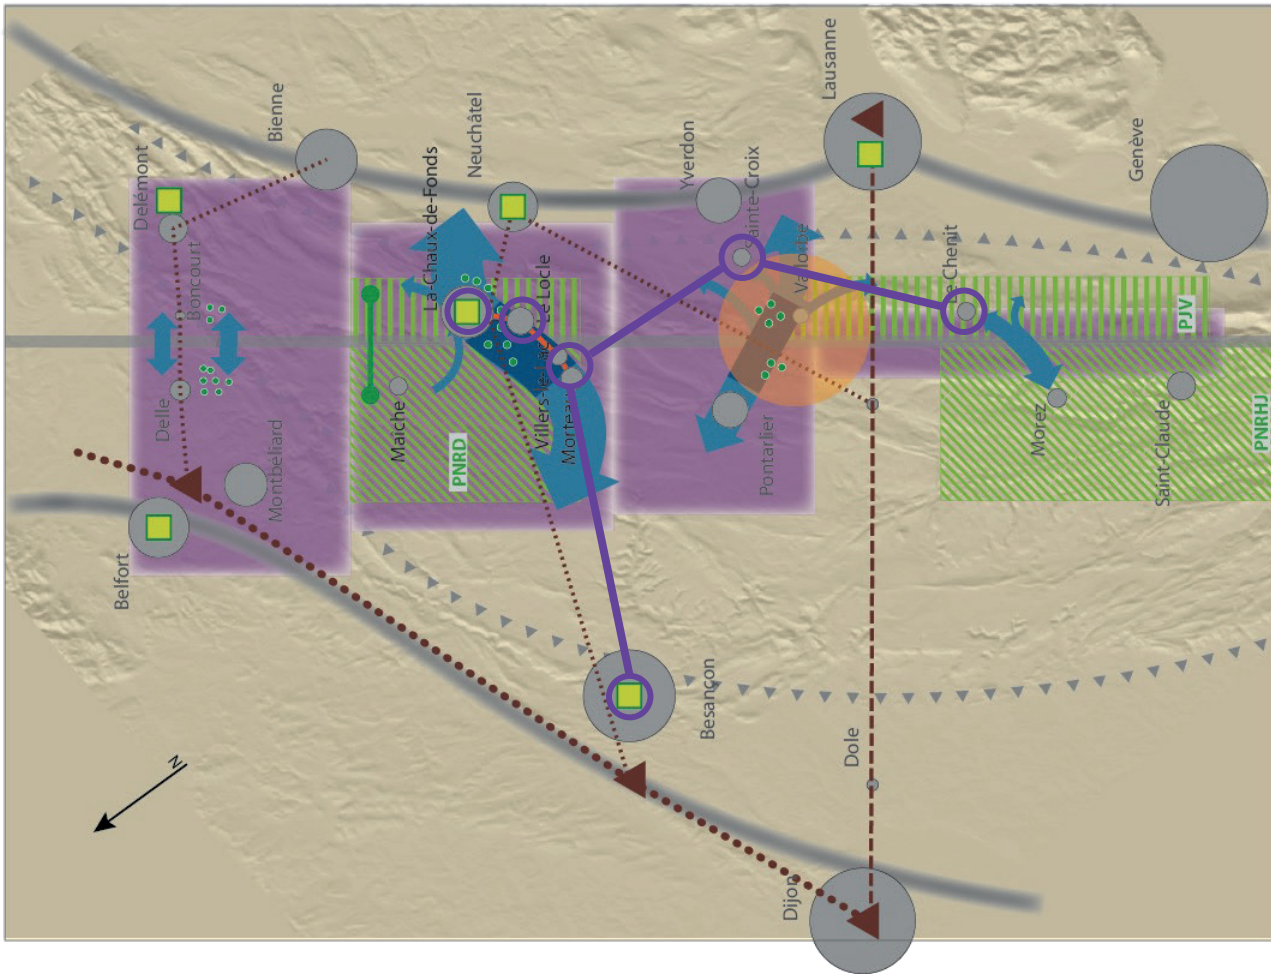 Delémont
Bienne
Neuchâtel
Yverdon
Lausanne
Genève
Boncourt
La-Chaux-de-Fonds
Le Locle
Sainte-Croix
Vallorbe
Le Chenit
PJV
Delle
Montbéliard
Maîche
PNRD
Villers-le-Lac
Morteau
Pontarlier
Morez
Saint-Claude
PNRHJ
Belfort
Besançon
Dole
Dijon
N